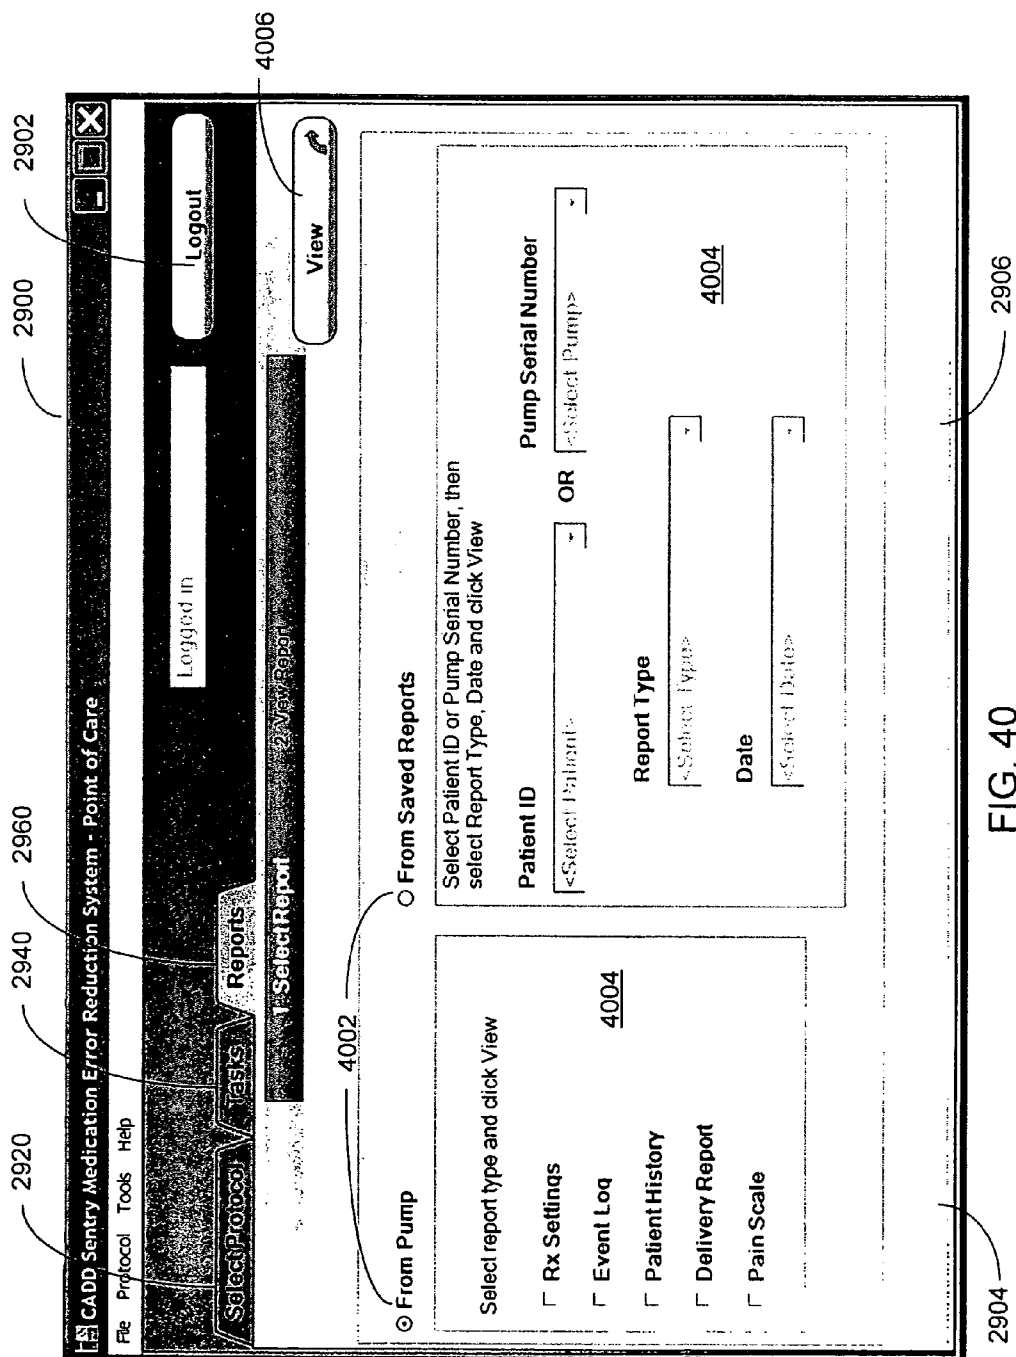 2900
2902
2920
2940
2960
4006
CADD Sentry Medication Error Reduction System - Point of Care
File Protocol Tools Help
Logged in
Logout
Select Protocol
Tasks
Reports
1. Select Report
2. View Report
View
4002
From Pump
From Saved Reports
Select report type and click View
Rx Settings
Event Log
Patient History
Delivery Report
Pain Scale
4004
Select Patient ID or Pump Serial Number, then
select Report Type, Date and click View
Patient ID
Pump Serial Number
<Select Patient>
OR
<Select Pump>
Report Type
<Select Type>
4004
Date
<Select Date>
2904
2906
FIG. 40